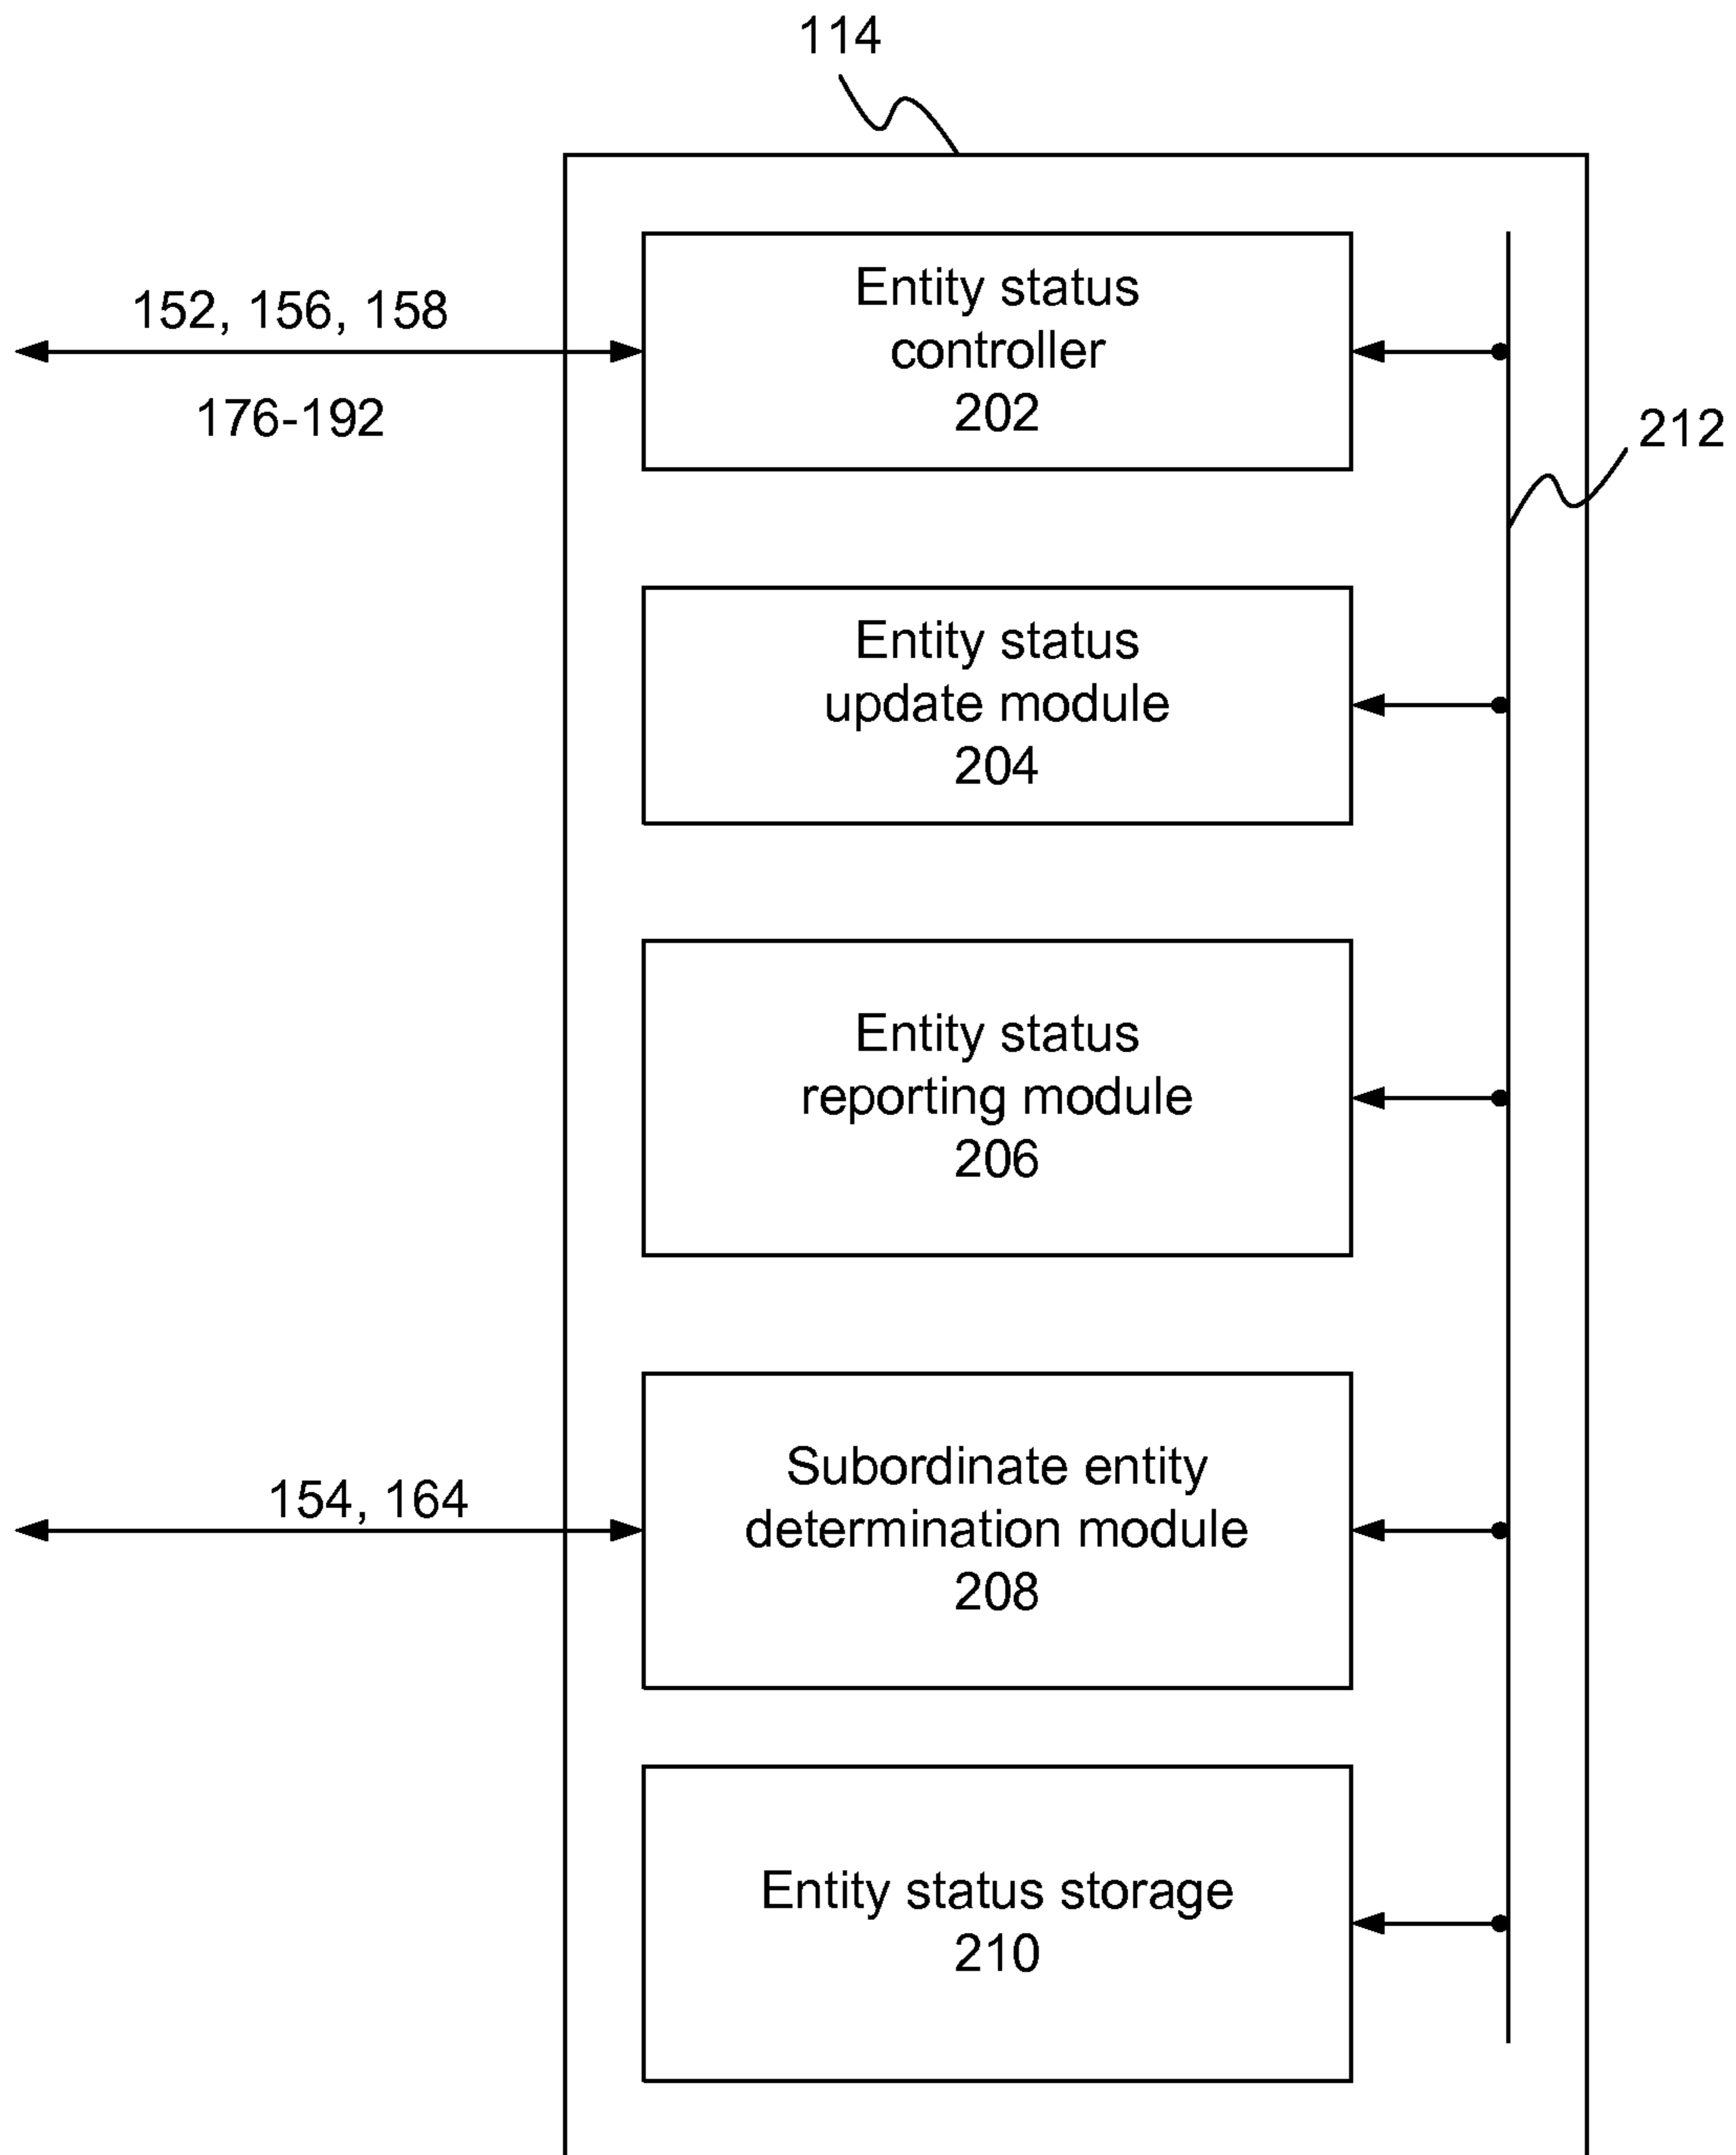 114
Entity status
controller
202
152, 156, 158
176-192
212
Entity status
update module
204
Entity status
reporting module
206
Subordinate entity
determination module
208
154, 164
Entity status storage
210